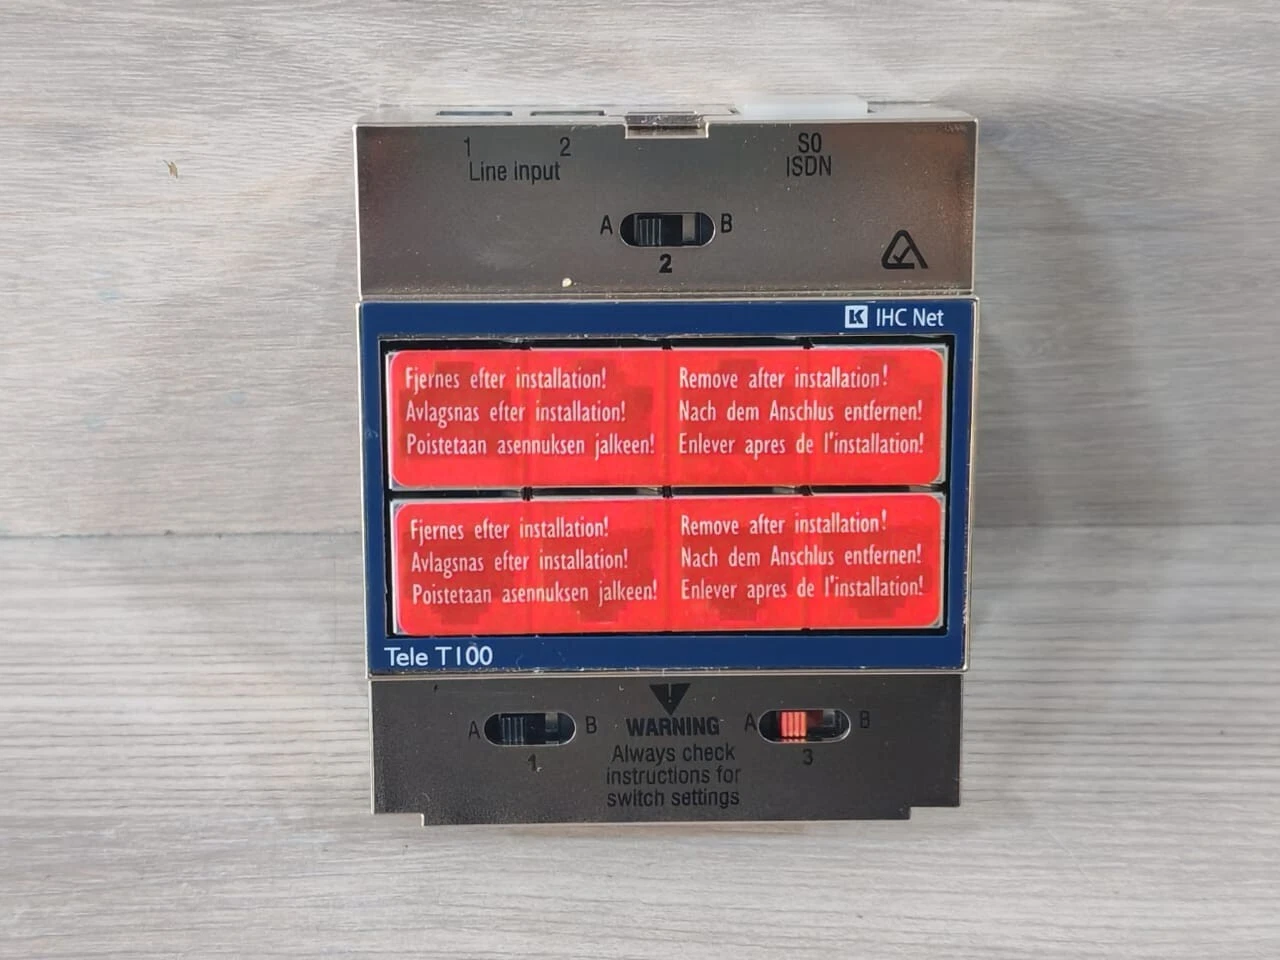 1 2
Line input
S0
ISDN
A B
2
IHC Net
Fjernes efter installation!
Avlagsnas efter installation!
Poistetaan asennuksen jalkeen!
Remove after installation!
Nach dem Anschlus entfernen!
Enlever apres de l'installation!
Fjernes efter installation!
Avlagsnas efter installation!
Poistetaan asennuksen jalkeen!
Remove after installation!
Nach dem Anschlus entfernen!
Enlever apres de l'installation!
Tele T100
A B
1
WARNING
Always check
instructions for
switch settings
A B
3